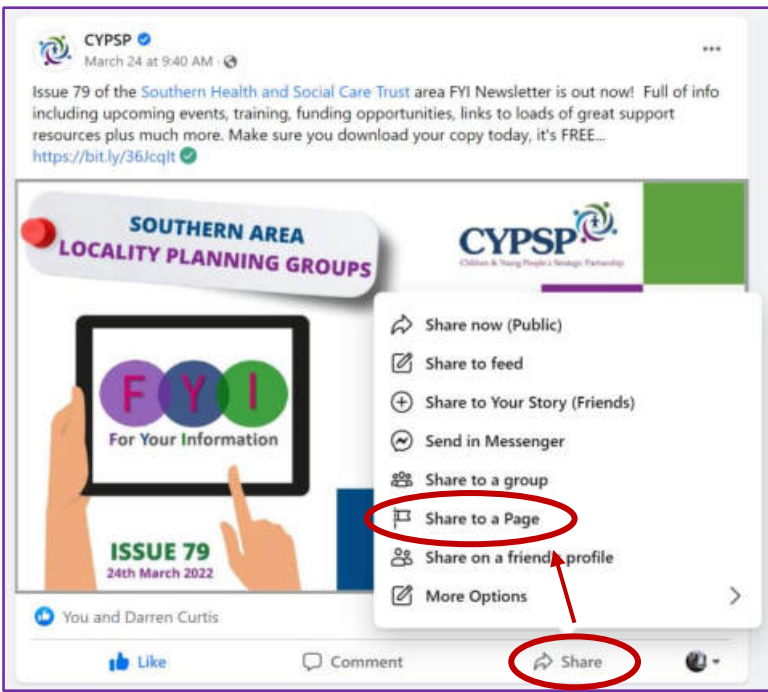 CYPSP
March 24 at 9:40 AM ·
Issue 79 of the Southern Health and Social Care Trust area FYI Newsletter is out now! Full of info
including upcoming events, training, funding opportunities, links to loads of great support
resources plus much more. Make sure you download your copy today, it's FREE...
https://bit.ly/36JcqIt
SOUTHERN AREA
LOCALITY PLANNING GROUPS
CYPSP
Children & Young People's Strategic Partnership
F Y I
For Your Information
ISSUE 79
24th March 2022
Share now (Public)
Share to feed
Share to Your Story (Friends)
Send in Messenger
Share to a group
Share to a Page
Share on a friend's profile
More Options
You and Darren Curtis
Like Comment Share